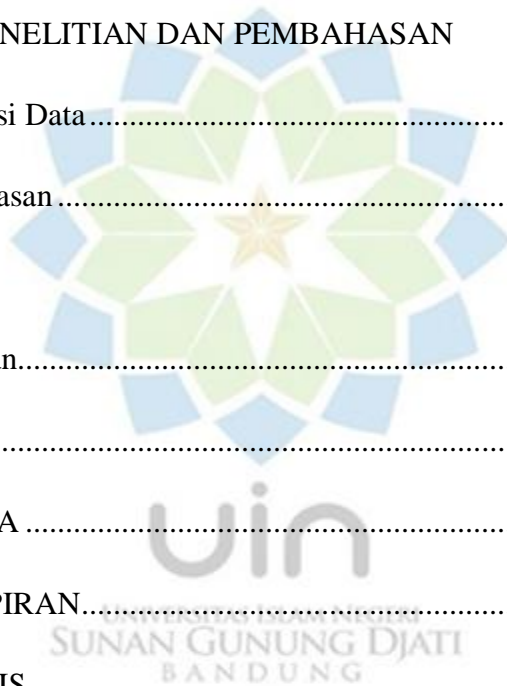 NELITIAN DAN PEMBAHASAN
si Data................................................
asan....................................................
n........................................................
..........................................................
A ......................................................
PIRAN...............................................
uin
UNIVERSITAS ISLAM NEGERI
SUNAN GUNUNG DJATI
BANDUNG
IS